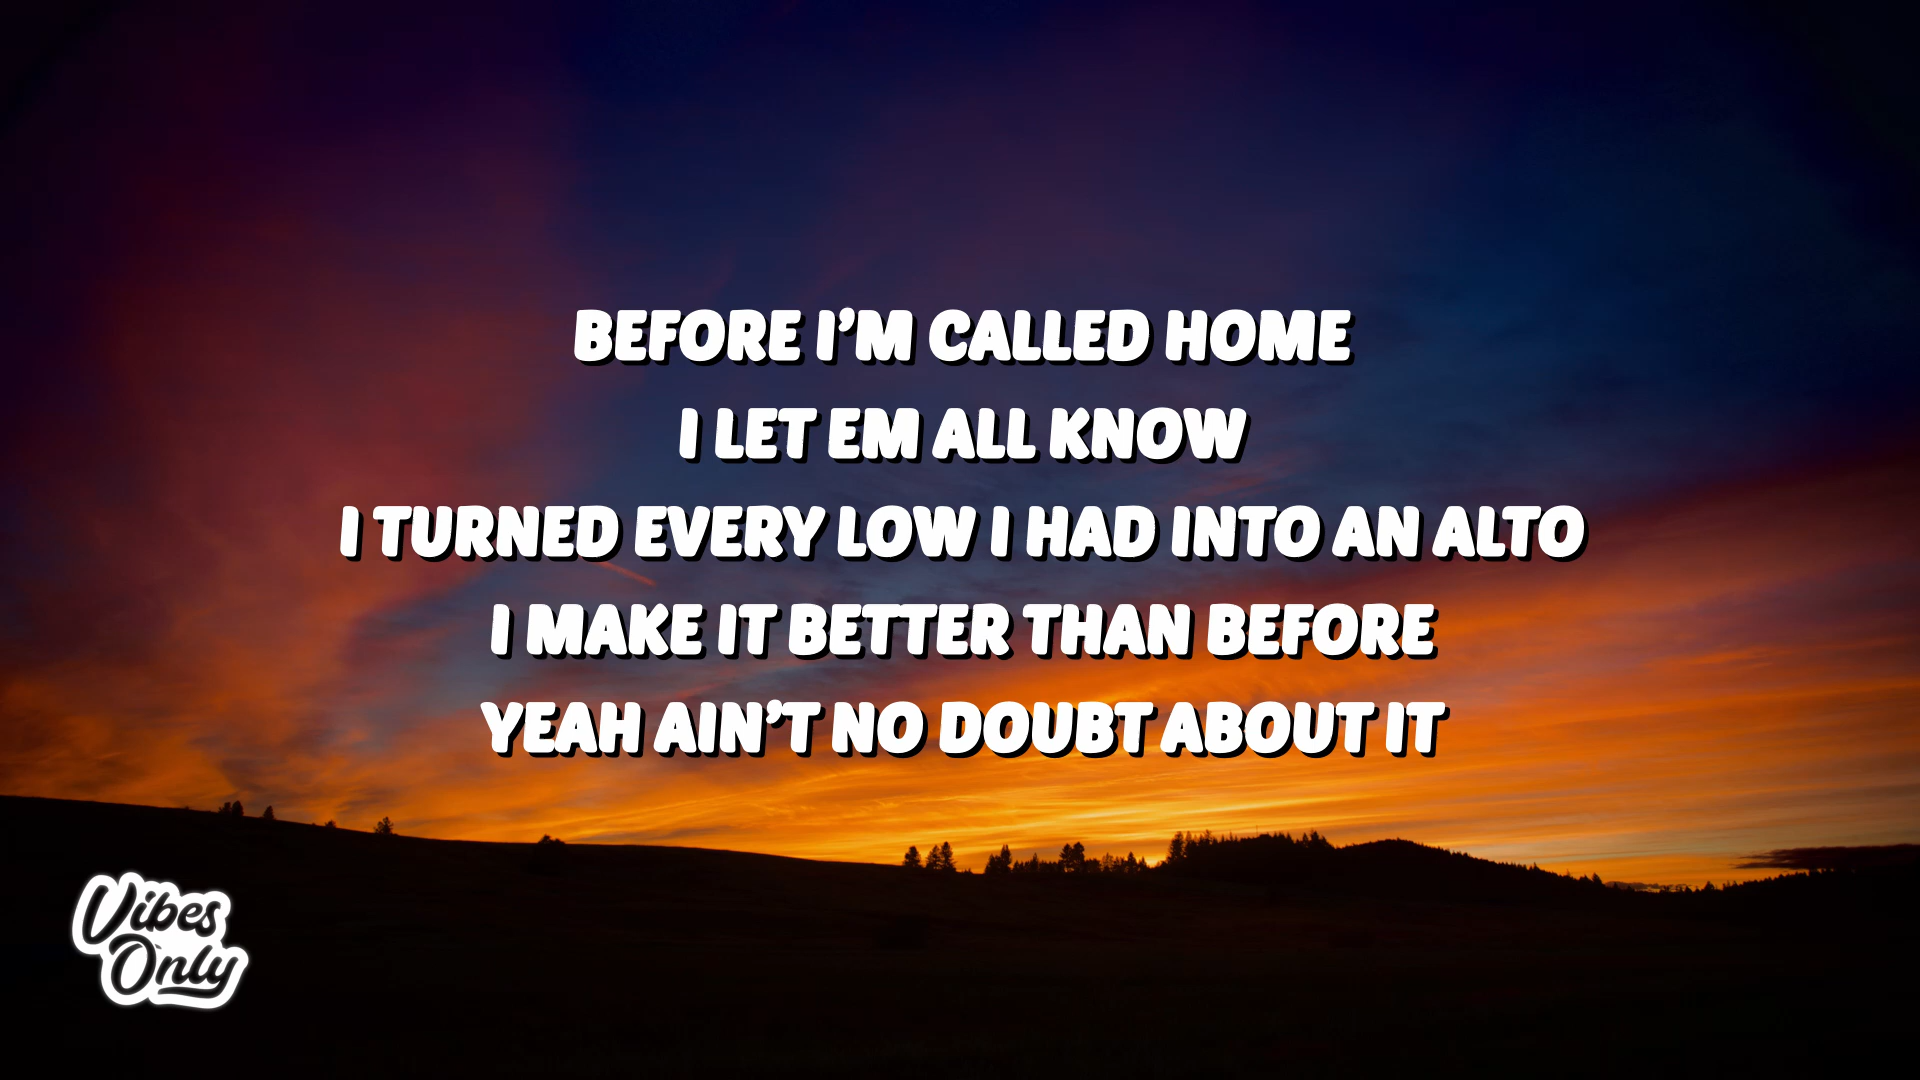 BEFORE I'M CALLED HOME
I LET EM ALL KNOW
I TURNED EVERY LOW I HAD INTO AN ALTO
I MAKE IT BETTER THAN BEFORE
YEAH AIN'T NO DOUBT ABOUT IT
Vibes
Only